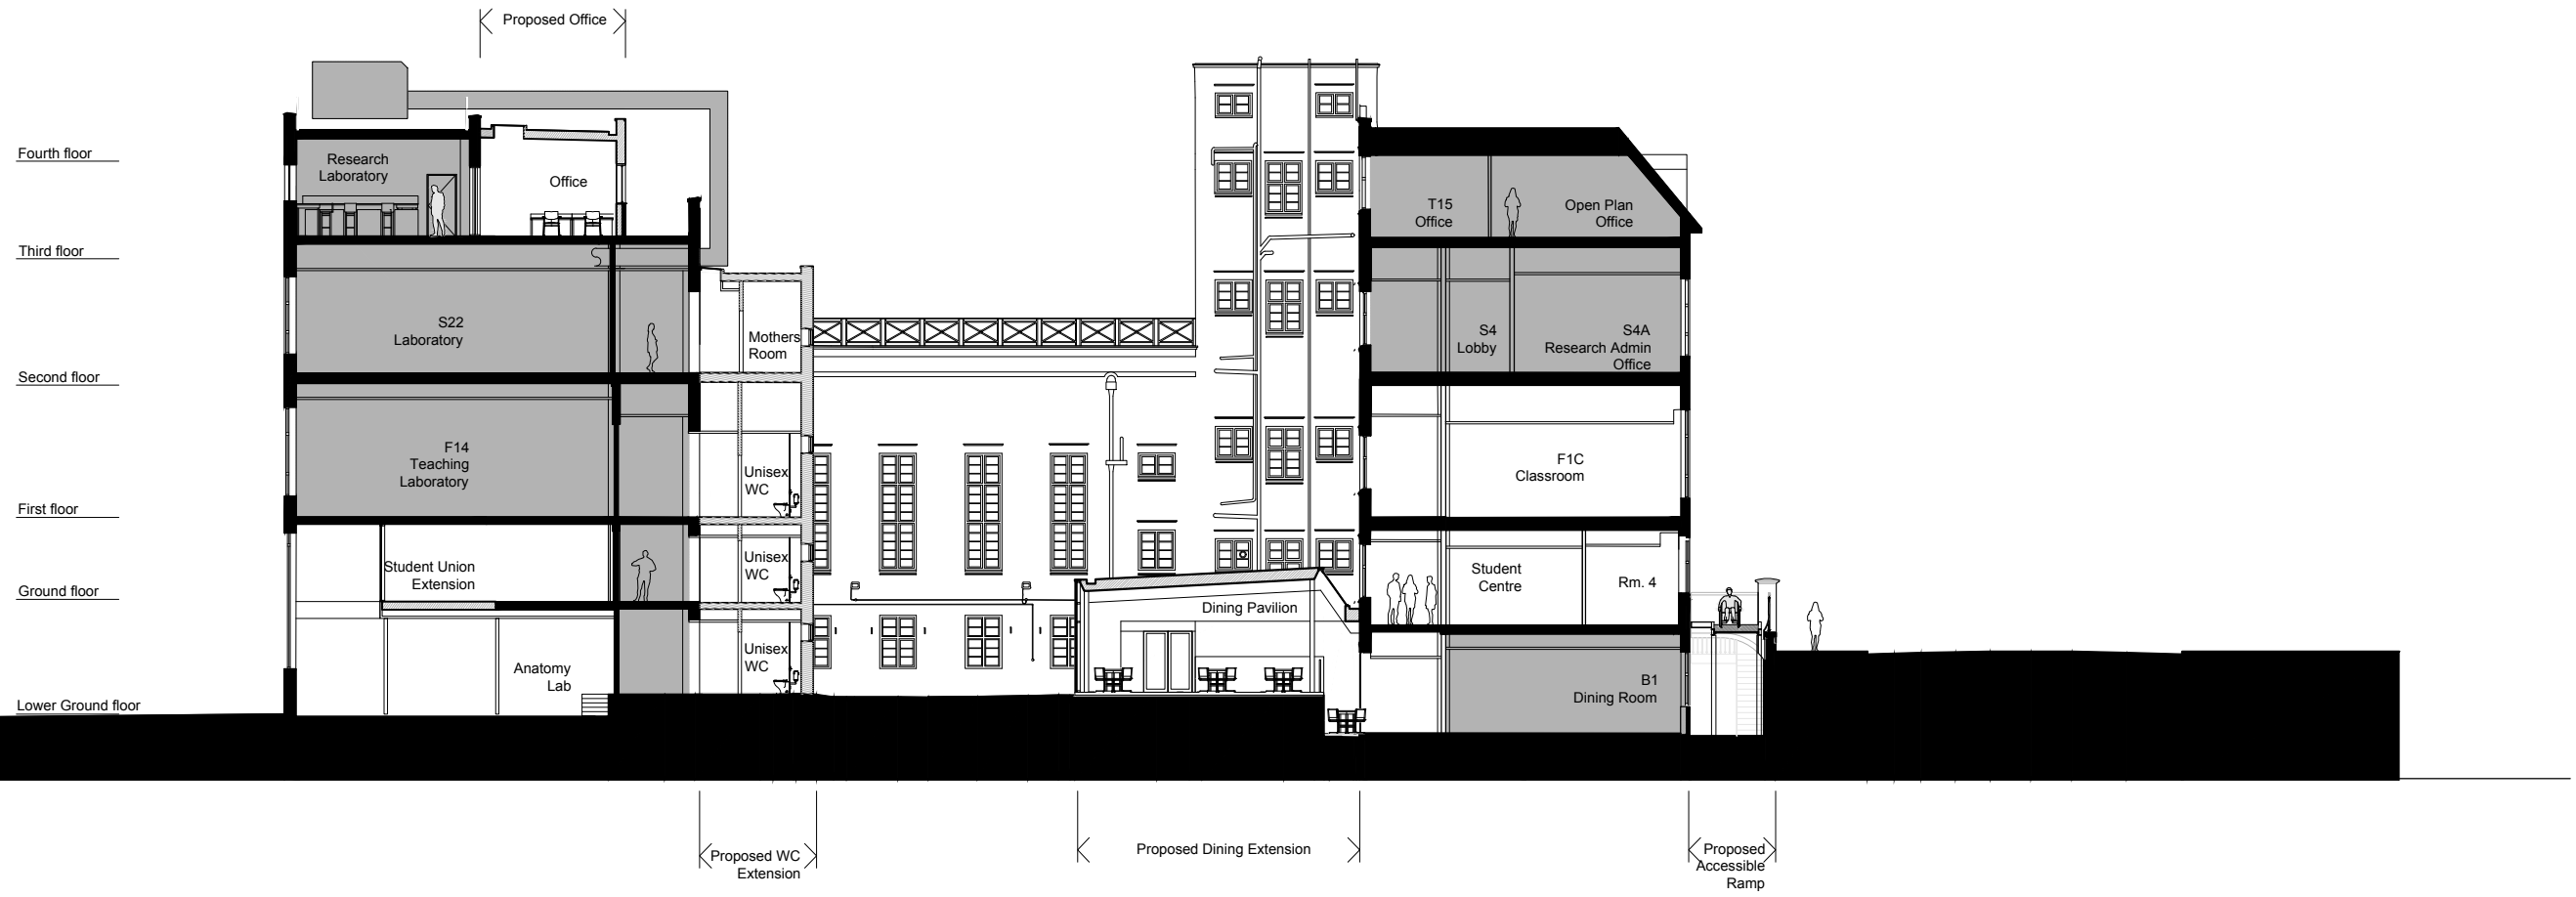 Proposed Office
Fourth floor
Research
Laboratory
Office
T15
Office
Open Plan
Office
Third floor
S22
Laboratory
Mothers
Room
S4
Lobby
S4A
Research Admin
Office
Second floor
F14
Teaching
Laboratory
Unisex
WC
F1C
Classroom
First floor
Student Union
Extension
Unisex
WC
Student
Centre
Rm. 4
Ground floor
Dining Pavilion
Anatomy
Lab
Unisex
WC
B1
Dining Room
Lower Ground floor
Proposed WC
Extension
Proposed Dining Extension
Proposed
Accessible
Ramp